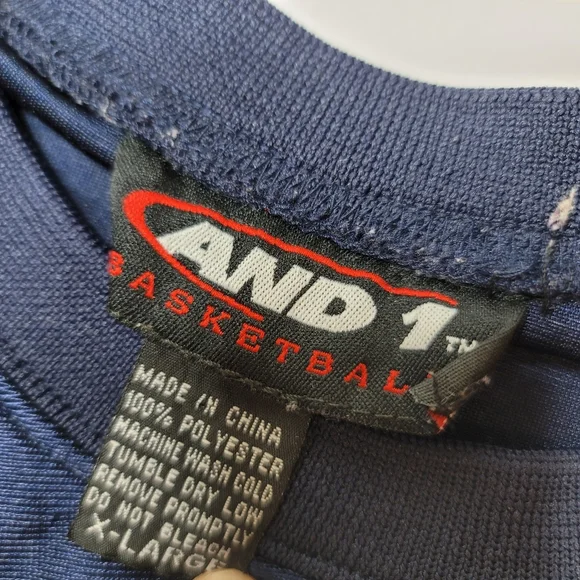 AND 1 TM
BASKETBALL
MADE IN CHINA
100% POLYESTER
MACHINE WASH COLD
TUMBLE DRY LOW
REMOVE PROMPTLY
DO NOT BLEACH
X-LARGE